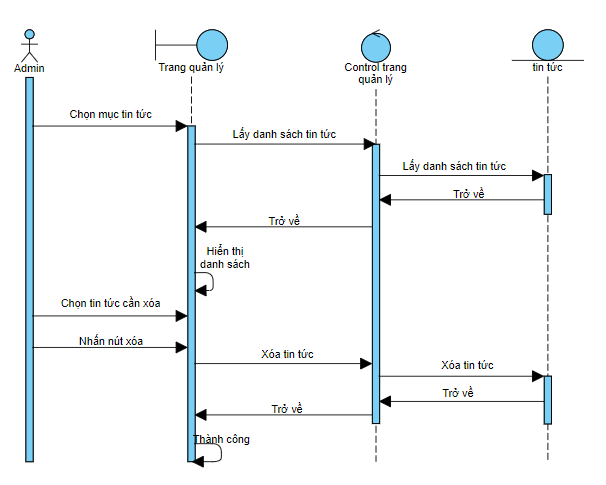 Admin
Trang quản lý
Control trang
quản lý
tin tức
Chọn mục tin tức
Lấy danh sách tin tức
Lấy danh sách tin tức
Trở về
Trở về
Hiển thị
danh sách
Chọn tin tức cần xóa
Nhấn nút xóa
Xóa tin tức
Xóa tin tức
Trở về
Trở về
Thành công